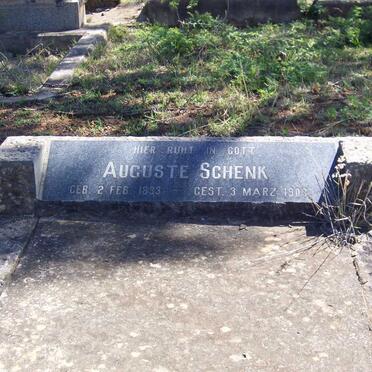 HIER RUHT IN GOTT
AUGUSTE SCHENK
GEB. 2 FEB. 1833 — GEST. 3 MARZ